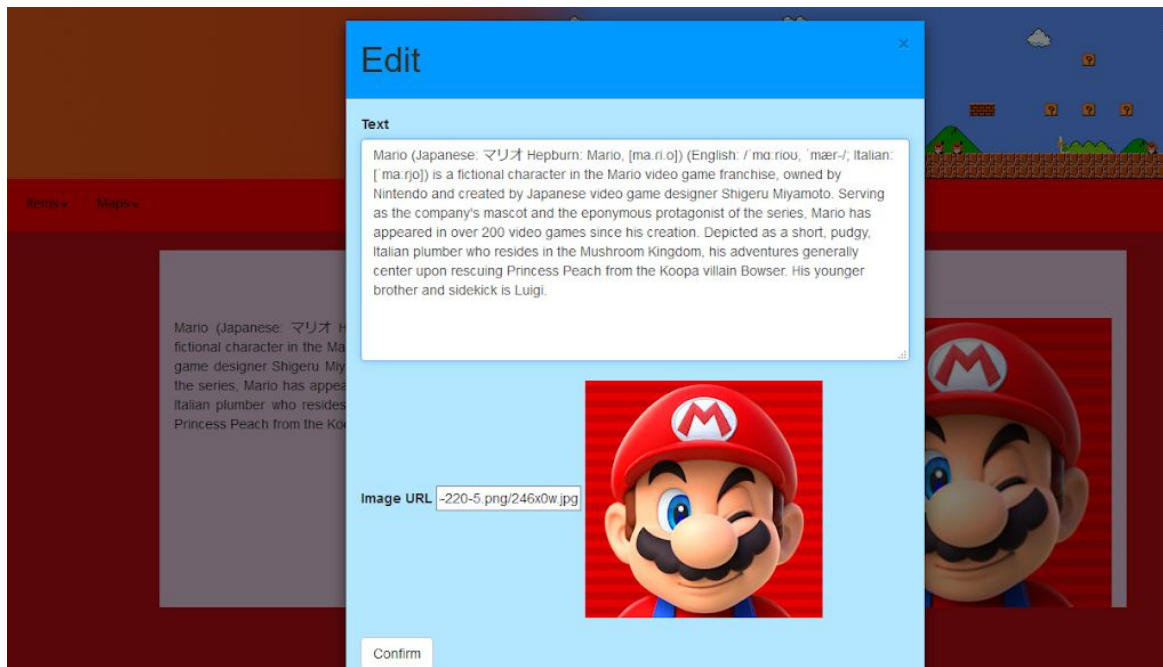 Edit
×
Text
Mario (Japanese: マリオ Hepburn: Mario, [ma.ɾi.o]) (English: /ˈmɑːrioʊ, ˈmær-/; Italian:
[ˈmaːrjo]) is a fictional character in the Mario video game franchise, owned by
Nintendo and created by Japanese video game designer Shigeru Miyamoto. Serving
as the company's mascot and the eponymous protagonist of the series, Mario has
appeared in over 200 video games since his creation. Depicted as a short, pudgy,
Italian plumber who resides in the Mushroom Kingdom, his adventures generally
center upon rescuing Princess Peach from the Koopa villain Bowser. His younger
brother and sidekick is Luigi.
Items Maps
Mario (Japanese: マリオ H
fictional character in the Ma
game designer Shigeru Miy
the series, Mario has appea
Italian plumber who resides
Princess Peach from the Ko
M
M
Image URL -220-5.png/246x0w.jpg
Confirm
? 
? ? ?